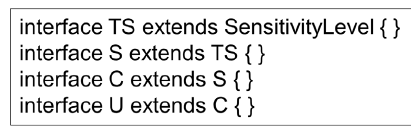 interface TS extends SensitivityLevel { }
interface S extends TS { }
interface C extends S { }
interface U extends C { }